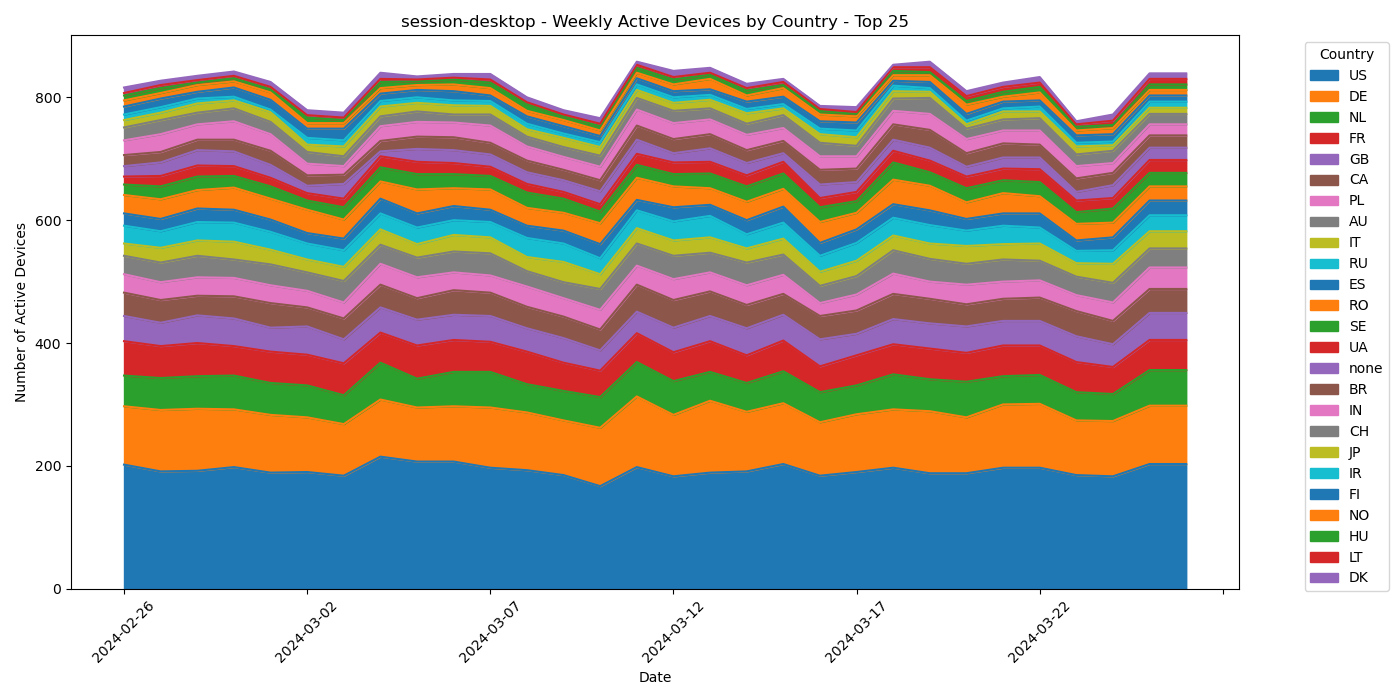 session-desktop - Weekly Active Devices by Country - Top 25
Number of Active Devices
800
600
400
200
0
2024-02-26
2024-03-02
2024-03-07
2024-03-12
2024-03-17
2024-03-22
Date
Country
US
DE
NL
FR
GB
CA
PL
AU
IT
RU
ES
RO
SE
UA
none
BR
IN
CH
JP
IR
FI
NO
HU
LT
DK